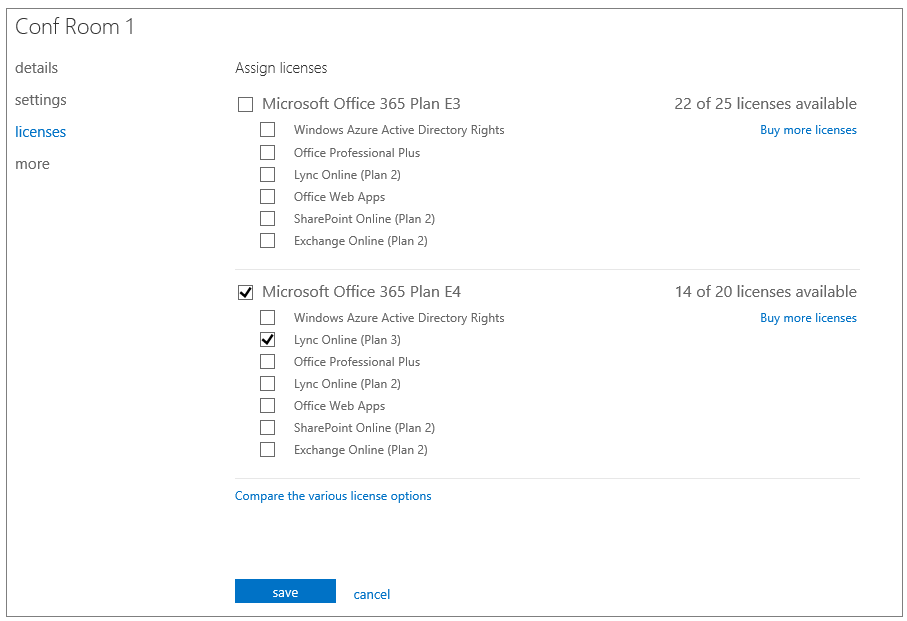 Conf Room 1
details
settings
licenses
more
Assign licenses
Microsoft Office 365 Plan E3 22 of 25 licenses available
Windows Azure Active Directory Rights Buy more licenses
Office Professional Plus
Lync Online (Plan 2)
Office Web Apps
SharePoint Online (Plan 2)
Exchange Online (Plan 2)
Microsoft Office 365 Plan E4 14 of 20 licenses available
Windows Azure Active Directory Rights Buy more licenses
Lync Online (Plan 3)
Office Professional Plus
Lync Online (Plan 2)
Office Web Apps
SharePoint Online (Plan 2)
Exchange Online (Plan 2)
Compare the various license options
save cancel